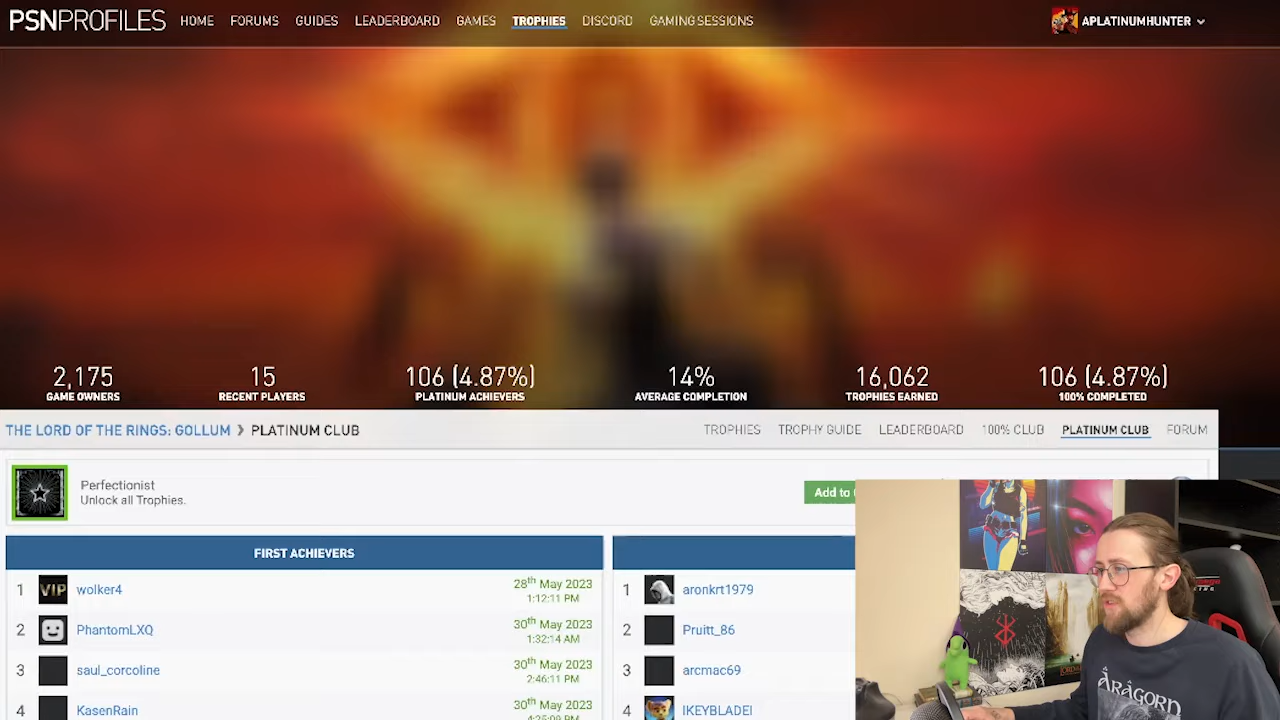 PSNPROFILES HOME FORUMS GUIDES LEADERBOARD GAMES TROPHIES DISCORD GAMING SESSIONS APLATINUMHUNTER
2,175 15 106 (4.87%) 14% 16,062 106 (4.87%)
GAME OWNERS RECENT PLAYERS PLATINUM ACHIEVERS AVERAGE COMPLETION TROPHIES EARNED 100% COMPLETED
THE LORD OF THE RINGS: GOLLUM > PLATINUM CLUB TROPHIES TROPHY GUIDE LEADERBOARD 100% CLUB PLATINUM CLUB FORUM
Perfectionist
Unlock all Trophies.
Add to
FIRST ACHIEVERS
1 VIP wolker4 28th May 2023 1:12:11 PM
1 aronkrt1979
2 PhantomLXQ 30th May 2023 1:32:14 AM
2 Pruitt_86
3 saul_corcoline 30th May 2023 2:46:11 PM
3 arcmac69
4 KasenRain 30th May 2023
4 IKEYBLADEI
ARAGORN